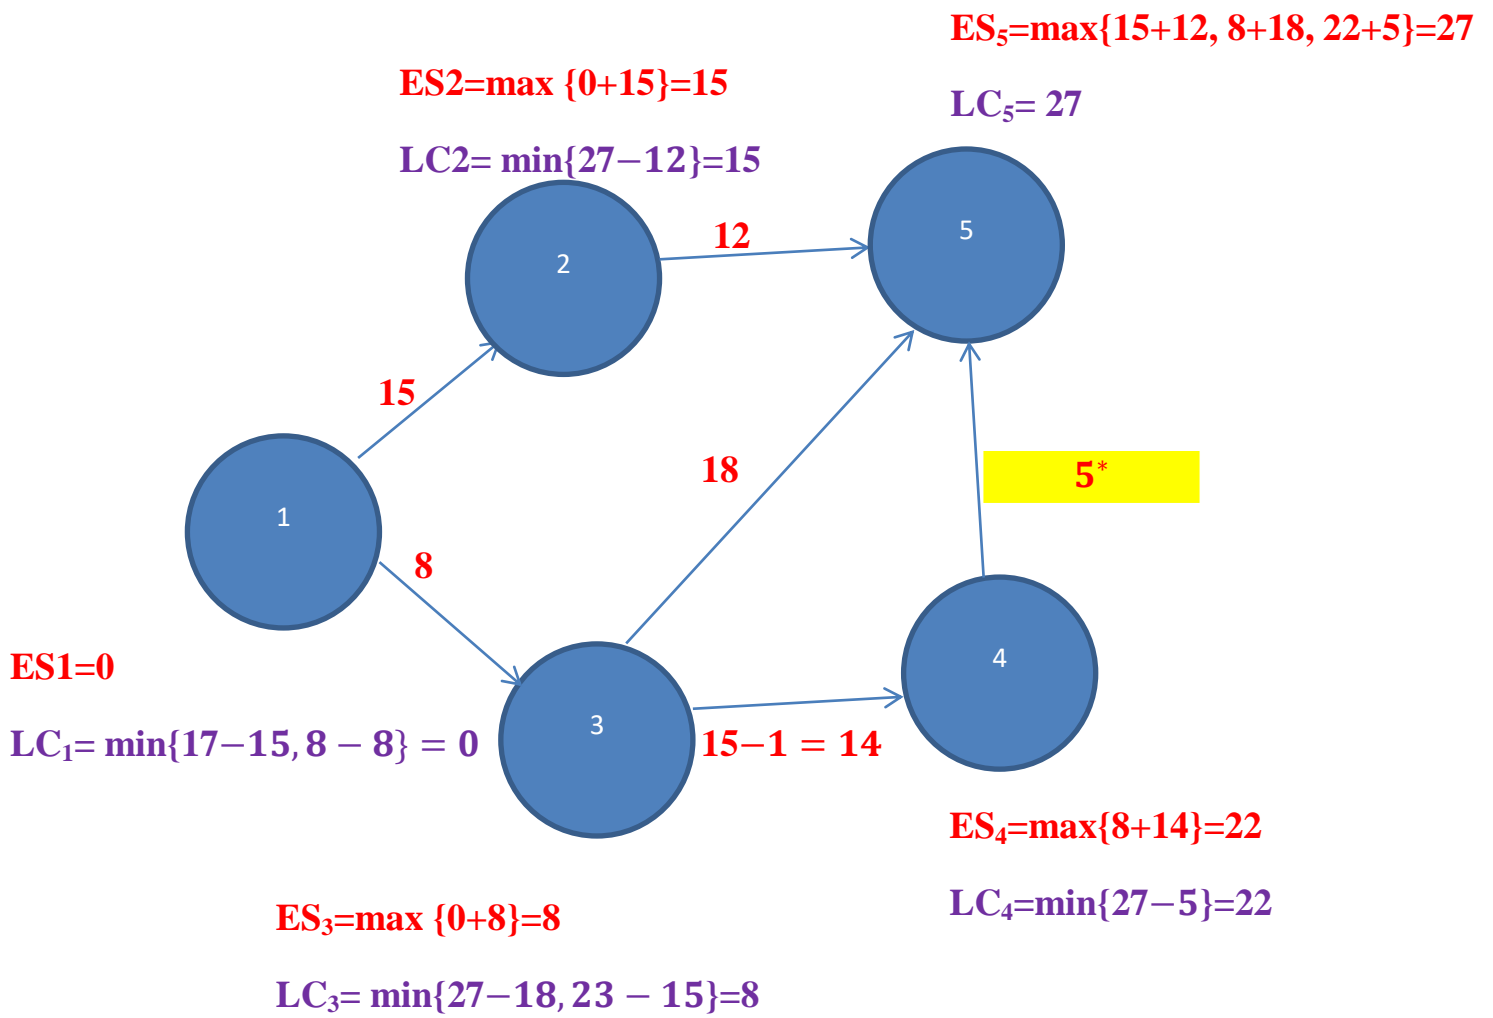 ES₅=max{15+12, 8+18, 22+5}=27
ES2=max {0+15}=15
LC₅= 27
LC2= min{27−12}=15
5
12
2
15
18
5*
1
8
ES1=0
4
3
LC₁= min{17−15, 8 − 8} = 0
15−1 = 14
ES₄=max{8+14}=22
LC₄=min{27−5}=22
ES₃=max {0+8}=8
LC₃= min{27−18, 23 − 15}=8